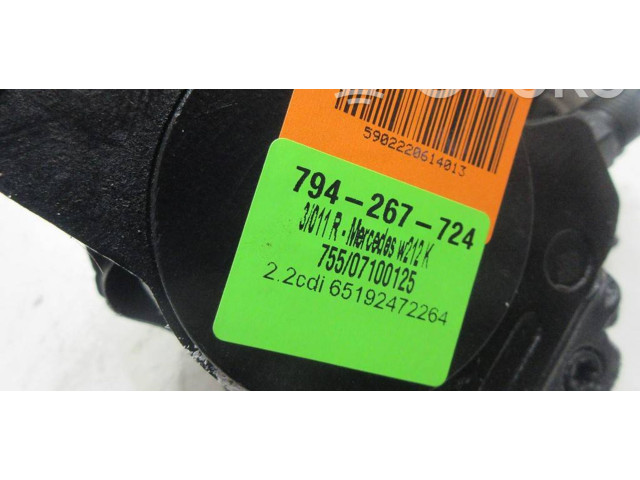 5902220614013
794-267-724
3/011 R - Mercedes w212 K
755/07100125
2.2cdi 65192472264